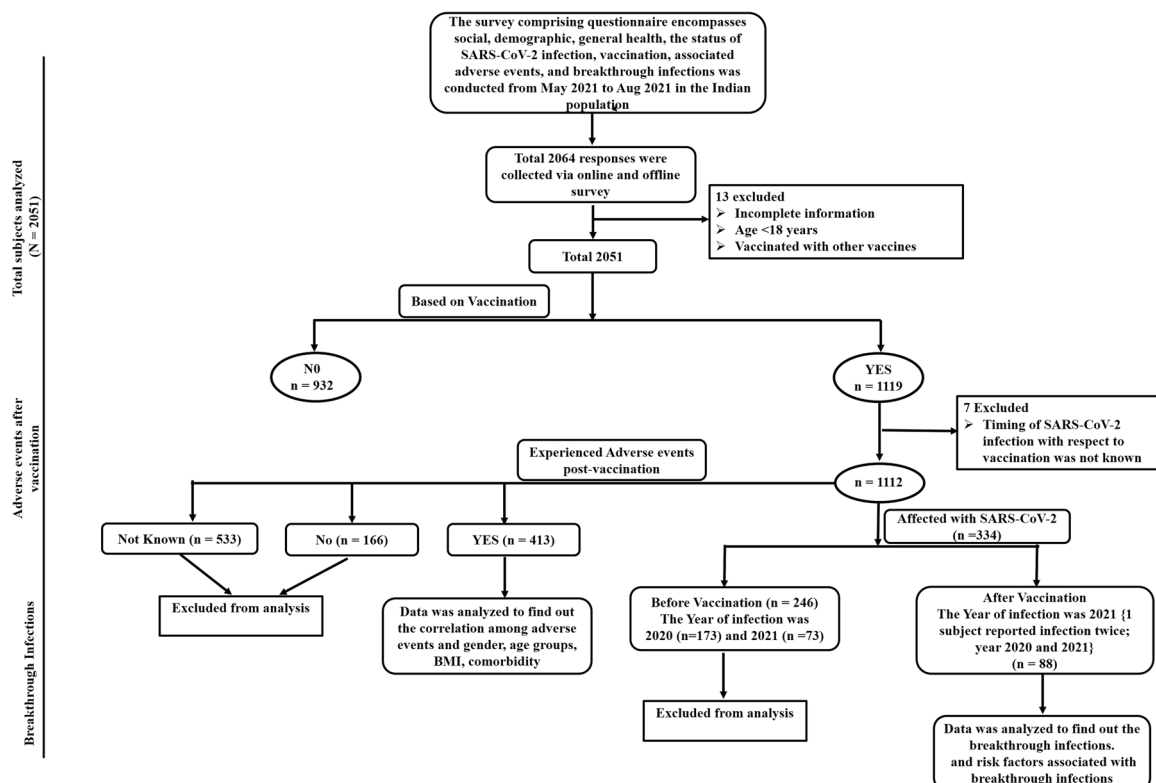 The survey comprising questionnaire encompasses
social, demographic, general health, the status of
SARS-CoV-2 infection, vaccination, associated
adverse events, and breakthrough infections was
conducted from May 2021 to Aug 2021 in the Indian
population
Total 2064 responses were
collected via online and offline
survey
13 excluded
➢ Incomplete information
➢ Age <18 years
➢ Vaccinated with other vaccines
Total 2051
Total subjects analyzed
(N = 2051)
Based on Vaccination
N0
n = 932
YES
n = 1119
7 Excluded
➢ Timing of SARS-CoV-2
infection with respect to
vaccination was not known
Adverse events after
vaccination
Experienced Adverse events
post-vaccination
n = 1112
Not Known (n = 533)
No (n = 166)
YES (n = 413)
Affected with SARS-CoV-2
(n =334)
Excluded from analysis
Data was analyzed to find out
the correlation among adverse
events and gender, age groups,
BMI, comorbidity
Before Vaccination (n = 246)
The Year of infection was
2020 (n=173) and 2021 (n =73)
After Vaccination
The Year of infection was 2021 {1
subject reported infection twice;
year 2020 and 2021}
(n = 88)
Breakthrough Infections
Excluded from analysis
Data was analyzed to find out the
breakthrough infections.
and risk factors associated with
breakthrough infections